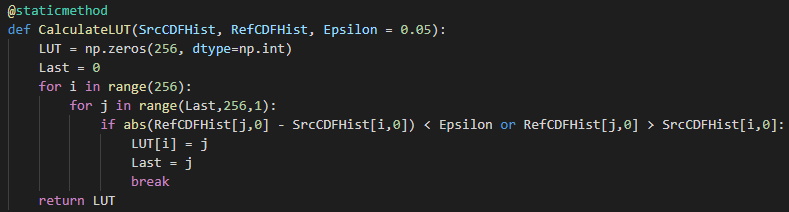 @staticmethod
def CalculateLUT(SrcCDFHist, RefCDFHist, Epsilon = 0.05):
    LUT = np.zeros(256, dtype=np.int)
    Last = 0
    for i in range(256):
        for j in range(Last,256,1):
            if abs(RefCDFHist[j,0] - SrcCDFHist[i,0]) < Epsilon or RefCDFHist[j,0] > SrcCDFHist[i,0]:
                LUT[i] = j
                Last = j
                break
    return LUT